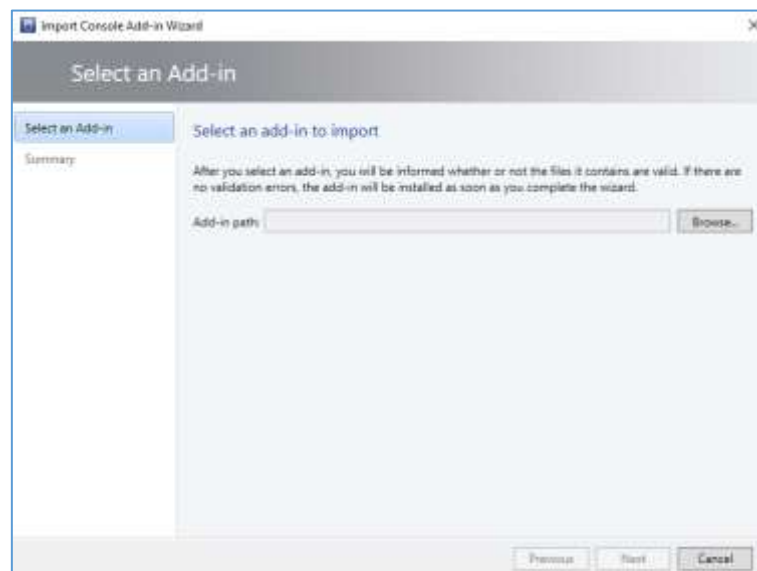 Import Console Add-in Wizard
Select an Add-in
Select an Add-in
Summary
Select an add-in to import
After you select an add-in, you will be informed whether or not the files it contains are valid. If there are
no validation errors, the add-in will be installed as soon as you complete the wizard.
Add-in path:
Browse...
Previous
Next
Cancel